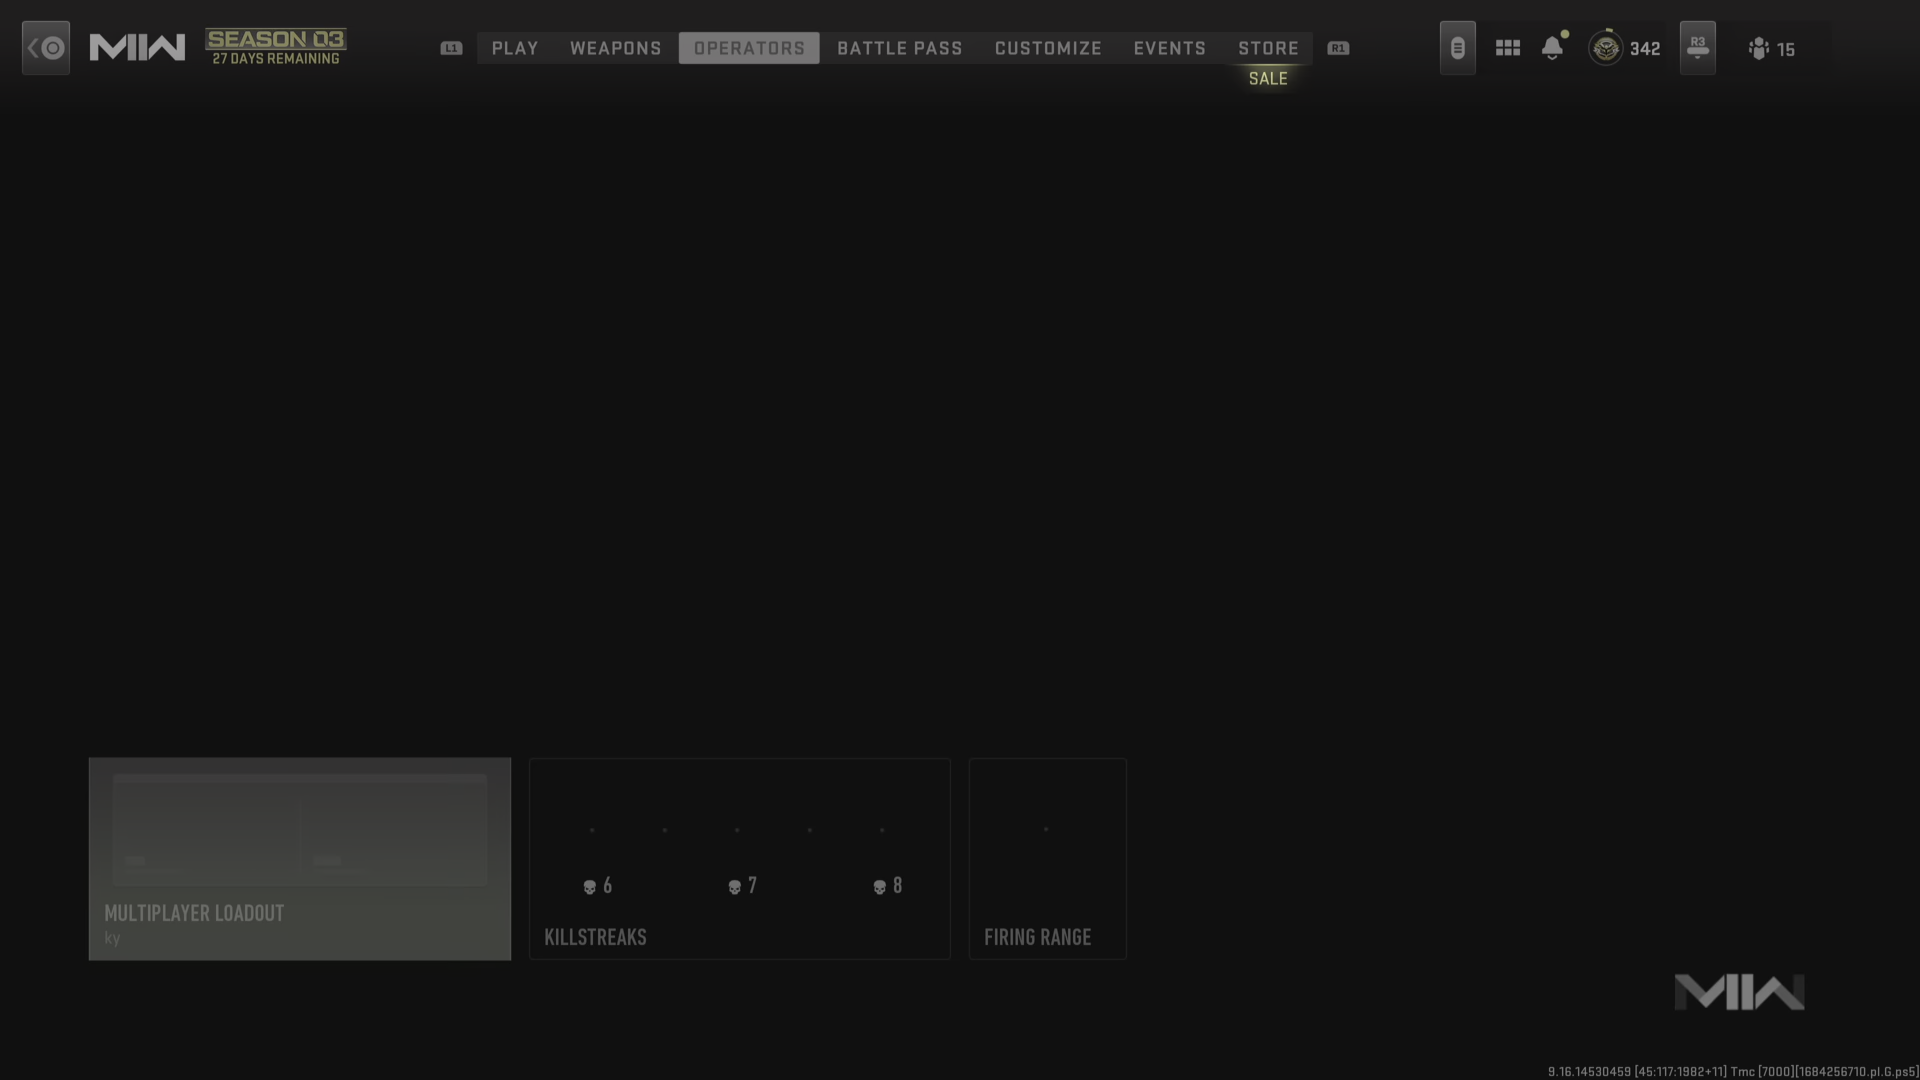 MW
SEASON 03
27 DAYS REMAINING
L1
PLAY
WEAPONS
OPERATORS
BATTLE PASS
CUSTOMIZE
EVENTS
STORE
R1
SALE
342
R3
15
6
7
8
MULTIPLAYER LOADOUT
ky
KILLSTREAKS
FIRING RANGE
MW
9.16.14530459 [45:117:1982+11] Tmc [7000][1684256710.pl.G.ps5]